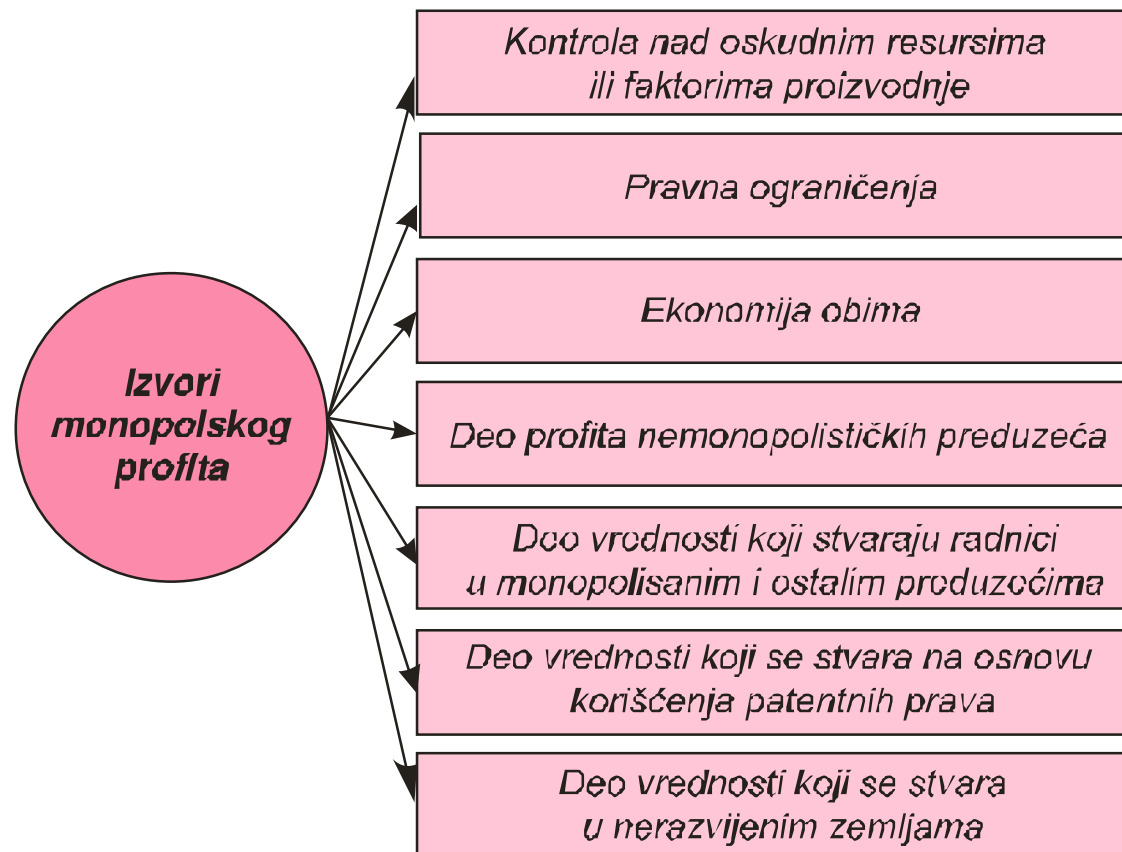 Kontrola nad oskudnim resursima
ili faktorima proizvodnje
Pravna ograničenja
Ekonomija obima
Izvori
monopolskog
profita
Deo profita nemonopolističkih preduzeća
Deo vrednosti koji stvaraju radnici
u monopolisanim i ostalim preduzećima
Deo vrednosti koji se stvara na osnovu
korišćenja patentnih prava
Deo vrednosti koji se stvara
u nerazvijenim zemljama